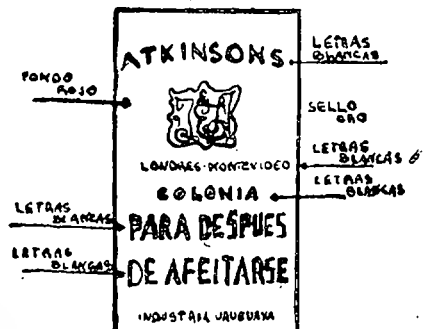 ATKINSONS
LETRAS
BLANCAS
FONDO
ROJO
SELLO
ORO
LONDRES-MONTEVIDEO
LETRAS
BLANCAS
COLONIA
LETRAS
BLANCAS
LETRAS
BLANCAS
PARA DESPUES
LETRAS
BLANCAS
DE AFEITARSE
INDUSTRIA URUGUAYA